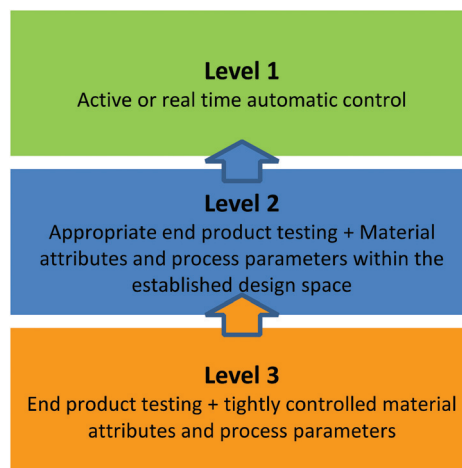 Level 1
Active or real time automatic control
Level 2
Appropriate end product testing + Material
attributes and process parameters within the
established design space
Level 3
End product testing + tightly controlled material
attributes and process parameters